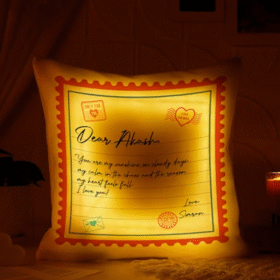 Dear Akash,
"You are my sunshine on cloudy days,
my calm in the chaos and the reason
my heart feels full.
I love you!
Love
Simran